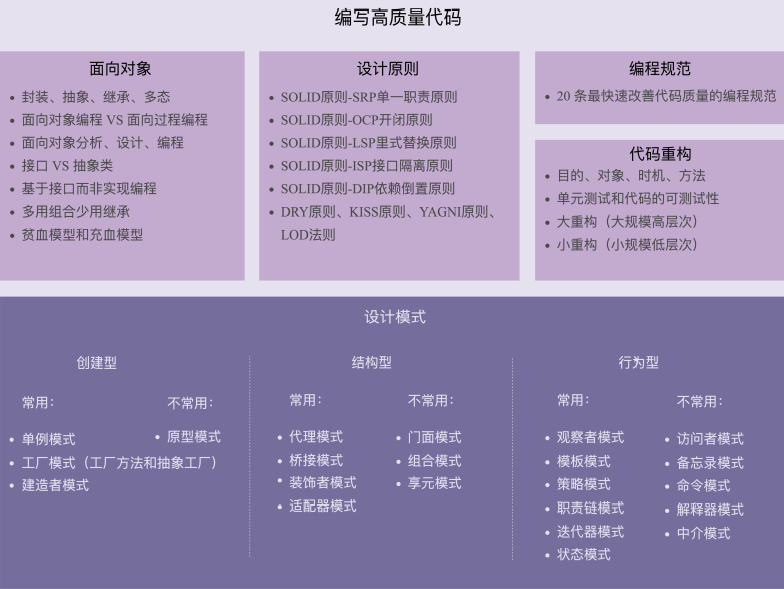 编写高质量代码
面向对象
封装、抽象、继承、多态
面向对象编程 VS 面向过程编程
面向对象分析、设计、编程
接口 VS 抽象类
基于接口而非实现编程
多用组合少用继承
贫血模型和充血模型
设计原则
SOLID原则-SRP单一职责原则
SOLID原则-OCP开闭原则
SOLID原则-LSP里式替换原则
SOLID原则-ISP接口隔离原则
SOLID原则-DIP依赖倒置原则
DRY原则、KISS原则、YAGNI原则、
LOD法则
编程规范
20 条最快速改善代码质量的编程规范
代码重构
目的、对象、时机、方法
单元测试和代码的可测试性
大重构（大规模高层次）
小重构（小规模低层次）
设计模式
创建型
常用：
单例模式
工厂模式（工厂方法和抽象工厂）
建造者模式
不常用：
原型模式
结构型
常用：
代理模式
桥接模式
装饰者模式
适配器模式
不常用：
门面模式
组合模式
享元模式
行为型
常用：
观察者模式
模板模式
策略模式
职责链模式
迭代器模式
状态模式
不常用：
访问者模式
备忘录模式
命令模式
解释器模式
中介模式